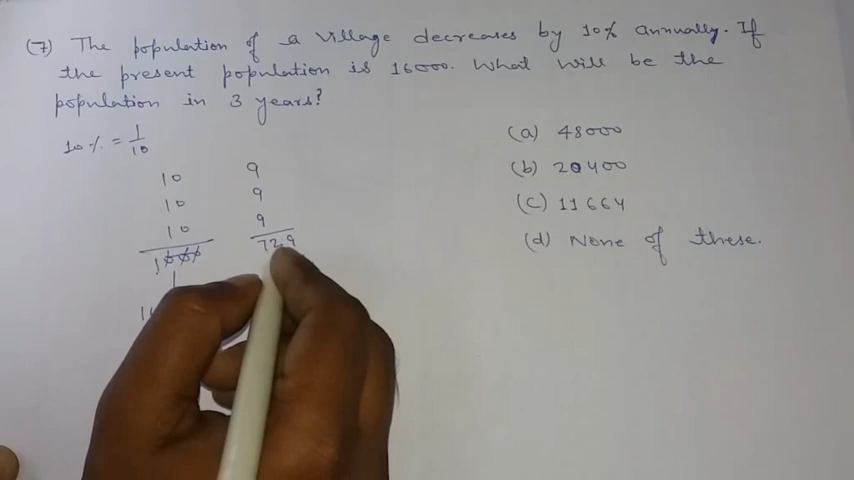 (7) The population of a village decreases by 10% annually. If
the present population is 16000. What will be the
population in 3 years?
10% = 1/10
10 9
10 9
10 9
1000 729
1
(a) 48000
(b) 20400
(c) 11664
(d) None of these.